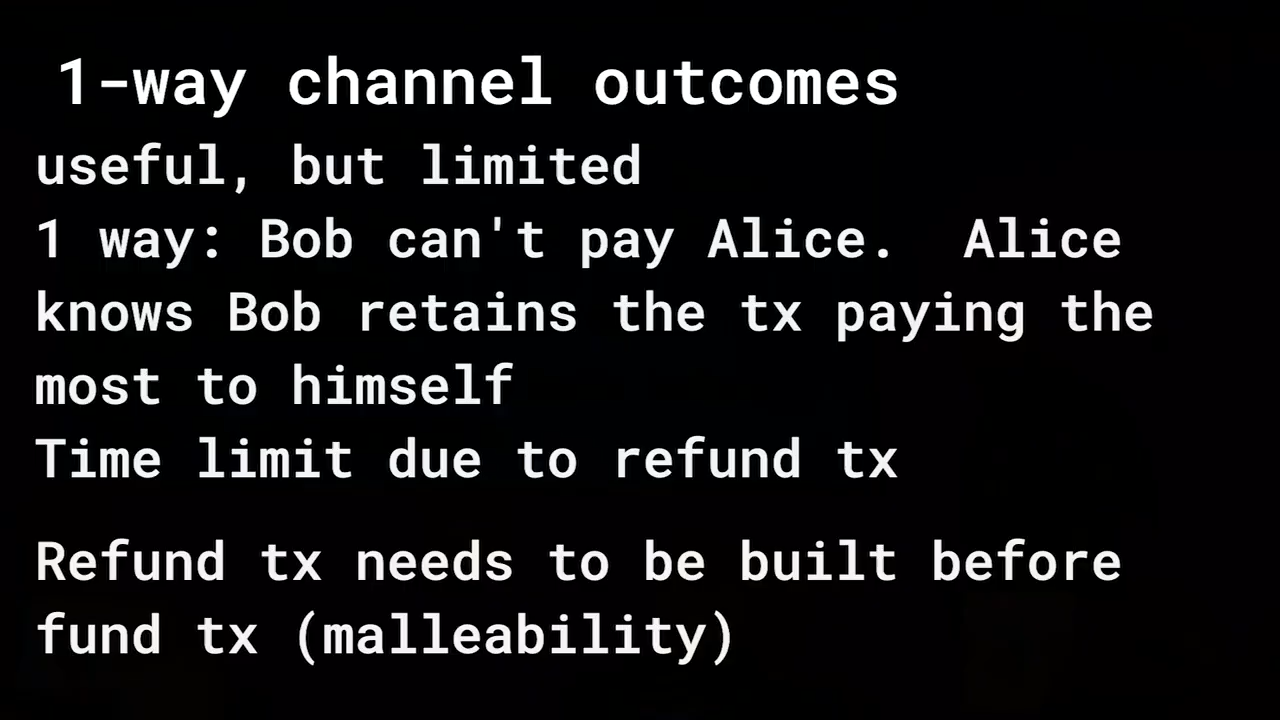 1-way channel outcomes
useful, but limited
1 way: Bob can't pay Alice.  Alice
knows Bob retains the tx paying the
most to himself
Time limit due to refund tx
Refund tx needs to be built before
fund tx (malleability)